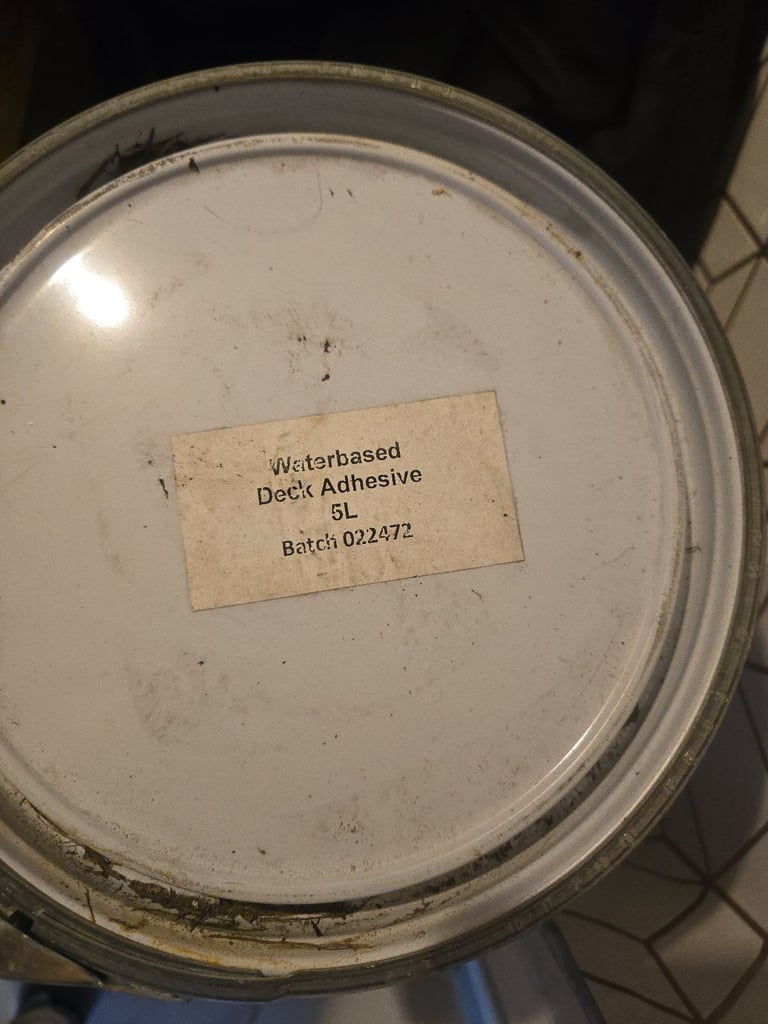 Waterbased
Deck Adhesive
5L
Batch 022472